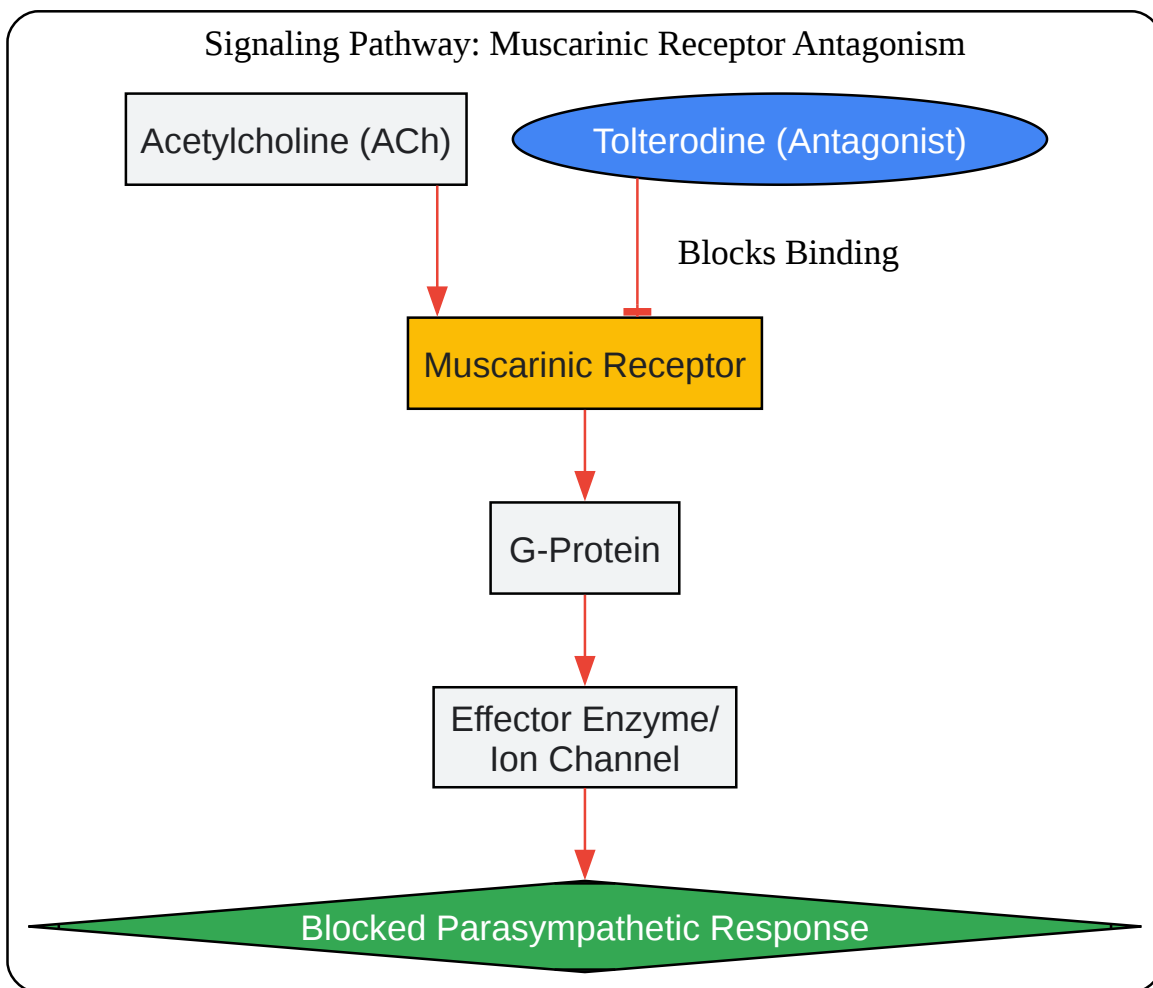 Signaling Pathway: Muscarinic Receptor Antagonism
Acetylcholine (ACh)
Tolterodine (Antagonist)
Blocks Binding
Muscarinic Receptor
G-Protein
Effector Enzyme/
Ion Channel
Blocked Parasympathetic Response